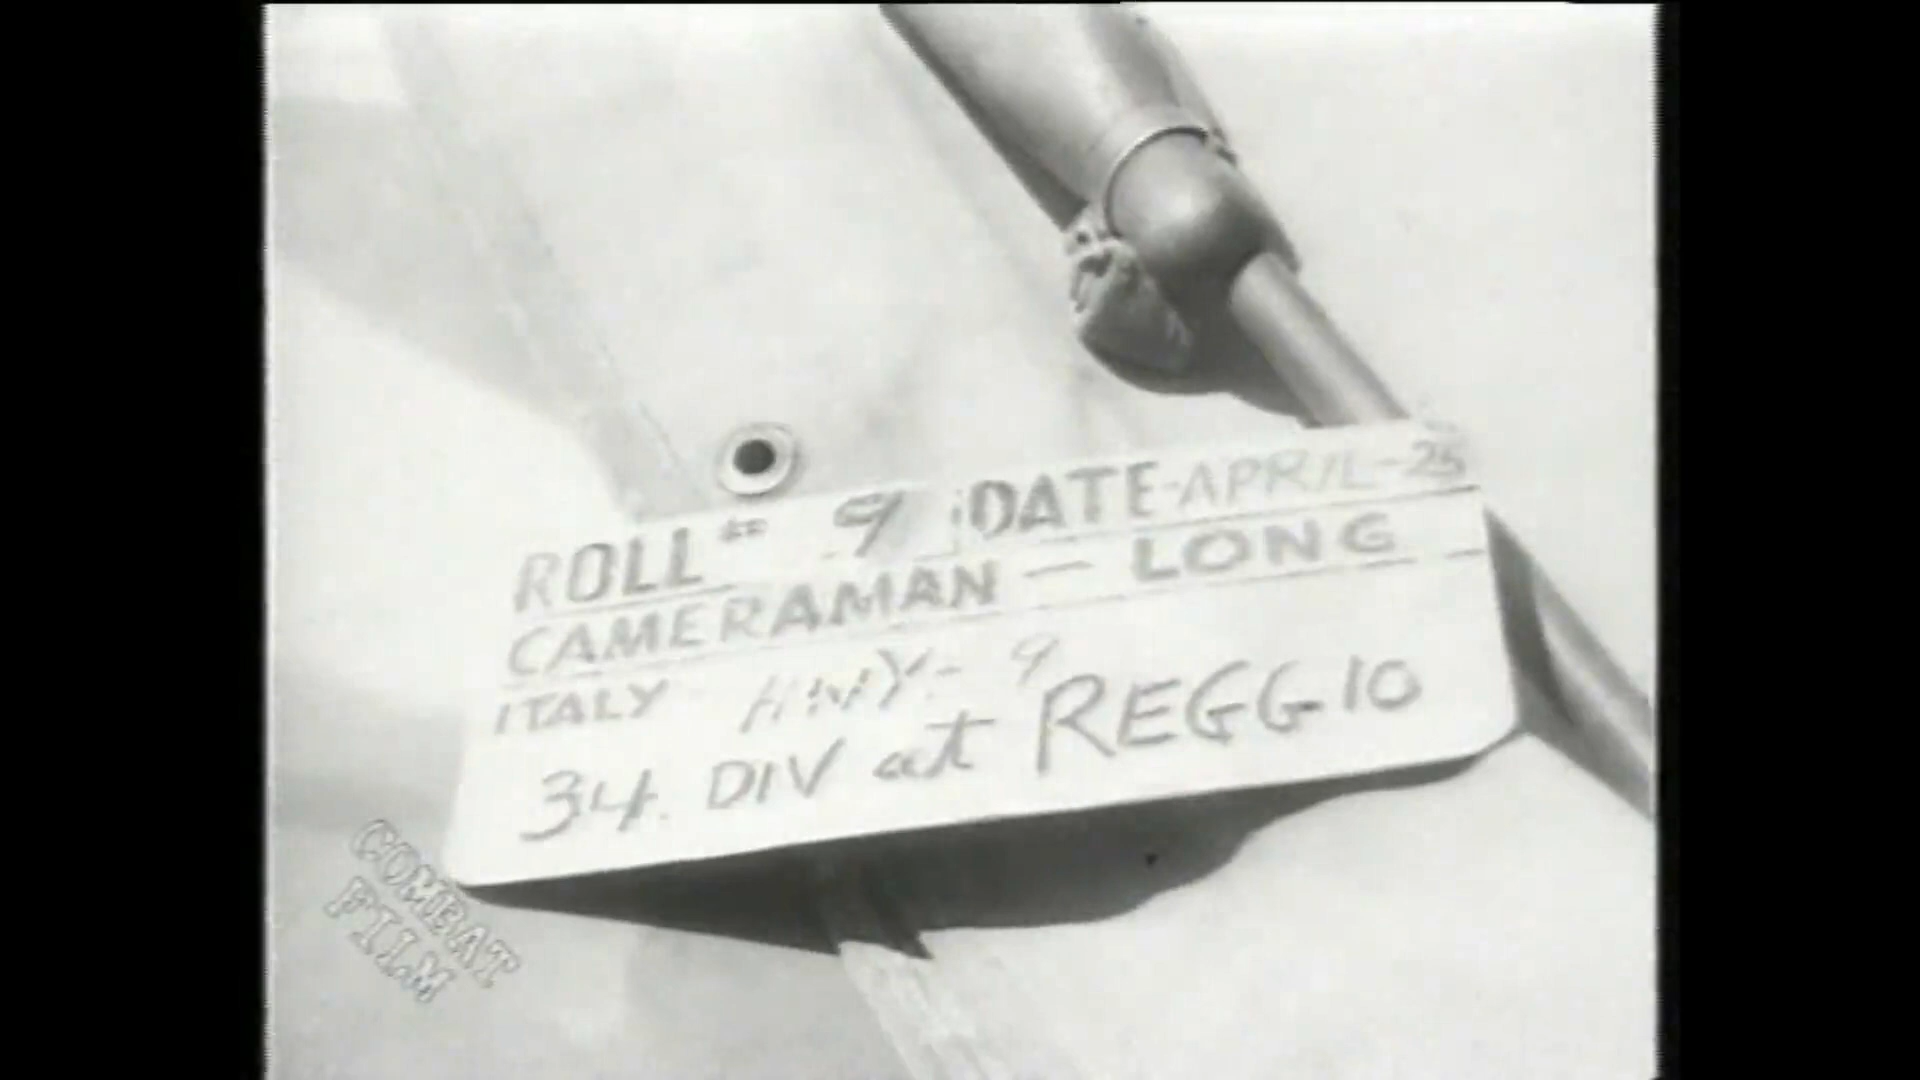 ROLL # 9 DATE-APRIL-25
CAMERAMAN - LONG
ITALY HWY- 9
34. DIV at REGGIO
COMBAT
FILM